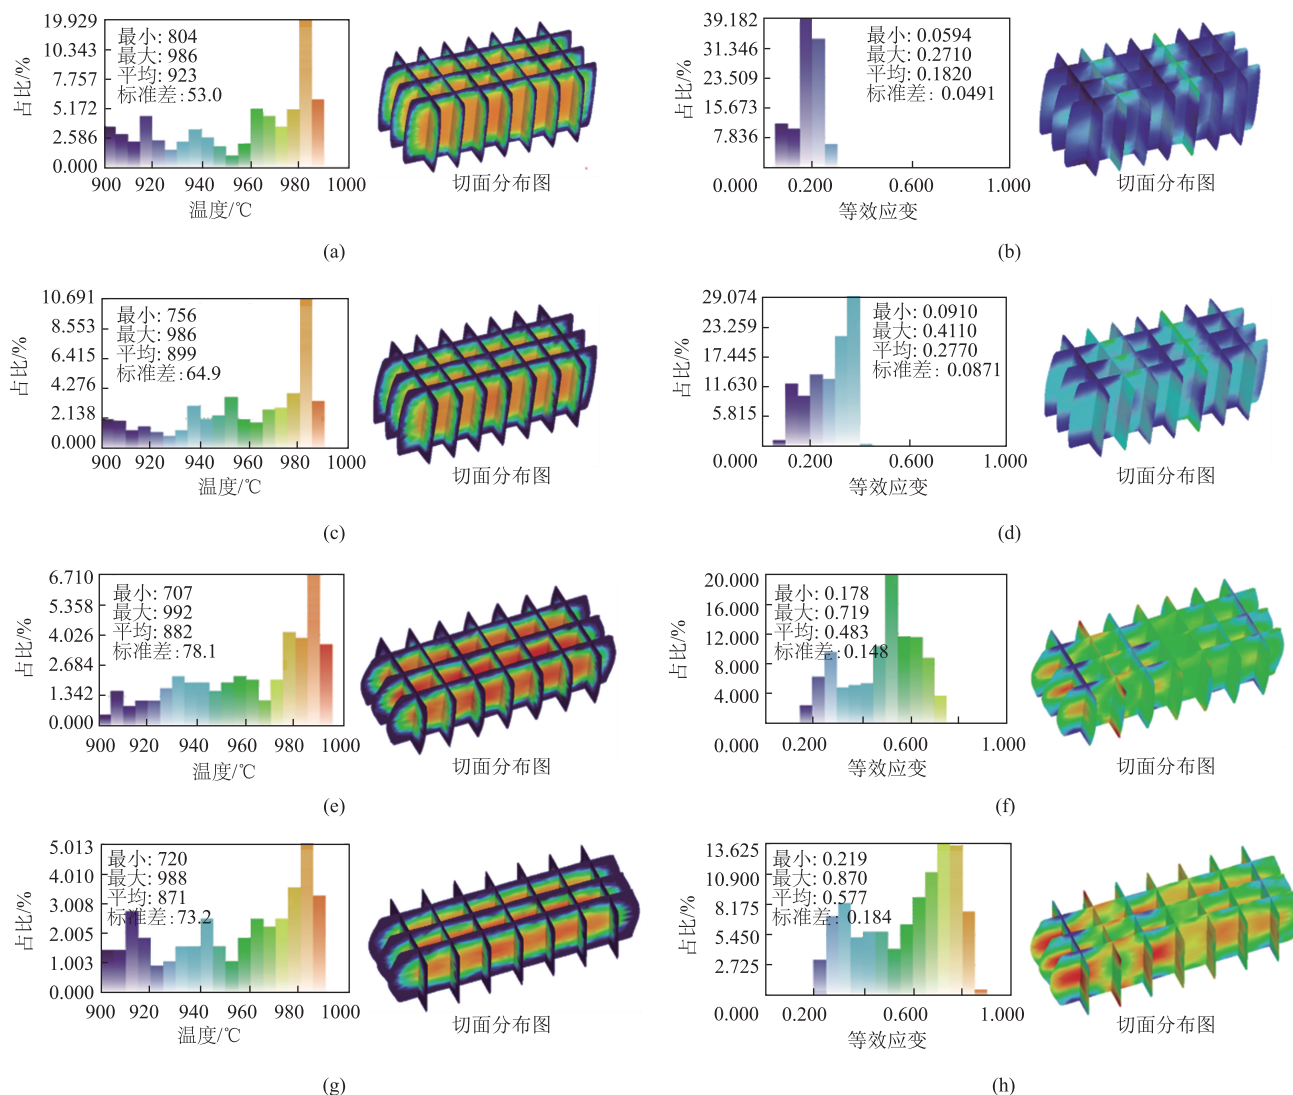 19.929
10.343
7.757
5.172
2.586
0.000
占比/%
最小: 804
最大: 986
平均: 923
标准差: 53.0
900 920 940 960 980 1000
温度/℃
切面分布图
(a)
39.182
31.346
23.509
15.673
7.836
0.000
占比/%
最小: 0.0594
最大: 0.2710
平均: 0.1820
标准差: 0.0491
0.200 0.600 1.000
等效应变
切面分布图
(b)
10.691
8.553
6.415
4.276
2.138
0.000
占比/%
最小: 756
最大: 986
平均: 899
标准差: 64.9
900 920 940 960 980 1000
温度/℃
切面分布图
(c)
29.074
23.259
17.445
11.630
5.815
0.000
占比/%
最小: 0.0910
最大: 0.4110
平均: 0.2770
标准差: 0.0871
0.200 0.600 1.000
等效应变
切面分布图
(d)
6.710
5.358
4.026
2.684
1.342
0.000
占比/%
最小: 707
最大: 992
平均: 882
标准差: 78.1
900 920 940 960 980 1000
温度/℃
切面分布图
(e)
20.000
16.000
12.000
8.000
4.000
0.000
占比/%
最小: 0.178
最大: 0.719
平均: 0.483
标准差: 0.148
0.200 0.600 1.000
等效应变
切面分布图
(f)
5.013
4.010
3.008
2.005
1.003
0.000
占比/%
最小: 720
最大: 988
平均: 871
标准差: 73.2
900 920 940 960 980 1000
温度/℃
切面分布图
(g)
13.625
10.900
8.175
5.450
2.725
0.000
占比/%
最小: 0.219
最大: 0.870
平均: 0.577
标准差: 0.184
0.200 0.600 1.000
等效应变
切面分布图
(h)